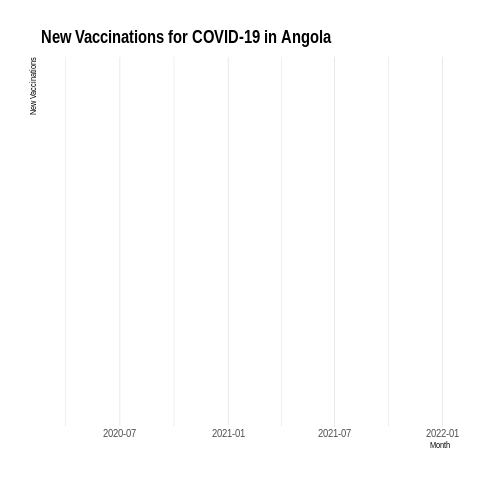 New Vaccinations for COVID-19 in Angola
New Vaccinations
2020-07
2021-01
2021-07
2022-01
Month